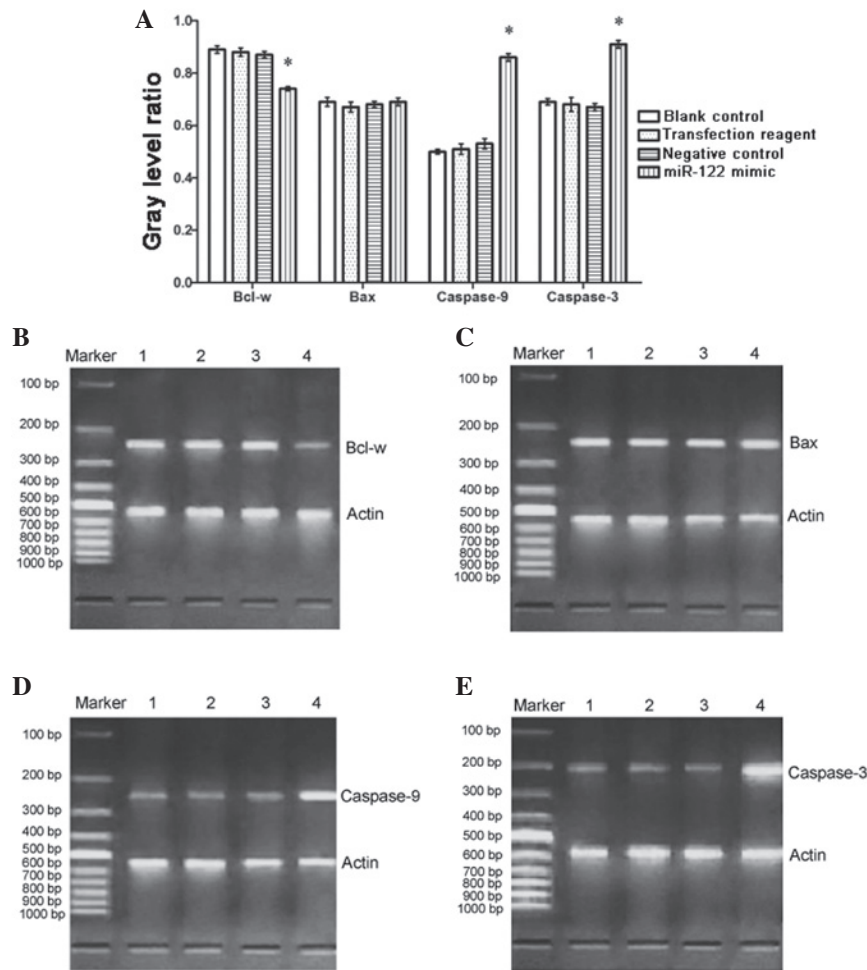 A
Gray level ratio
1.0
0.8
0.6
0.4
0.2
0.0
*
*
*
Bcl-w
Bax
Caspase-9
Caspase-3
Blank control
Transfection reagent
Negative control
miR-122 mimic
B
Marker 1 2 3 4
100 bp
200 bp
300 bp
400 bp
500 bp
600 bp
700 bp
800 bp
900 bp
1000 bp
Bcl-w
Actin
C
Marker 1 2 3 4
100 bp
200 bp
300 bp
400 bp
500 bp
600 bp
700 bp
800 bp
900 bp
1000 bp
Bax
Actin
D
Marker 1 2 3 4
100 bp
200 bp
300 bp
400 bp
500 bp
600 bp
700 bp
800 bp
900 bp
1000 bp
Caspase-9
Actin
E
Marker 1 2 3 4
100 bp
200 bp
300 bp
400 bp
500 bp
600 bp
700 bp
800 bp
900 bp
1000 bp
Caspase-3
Actin